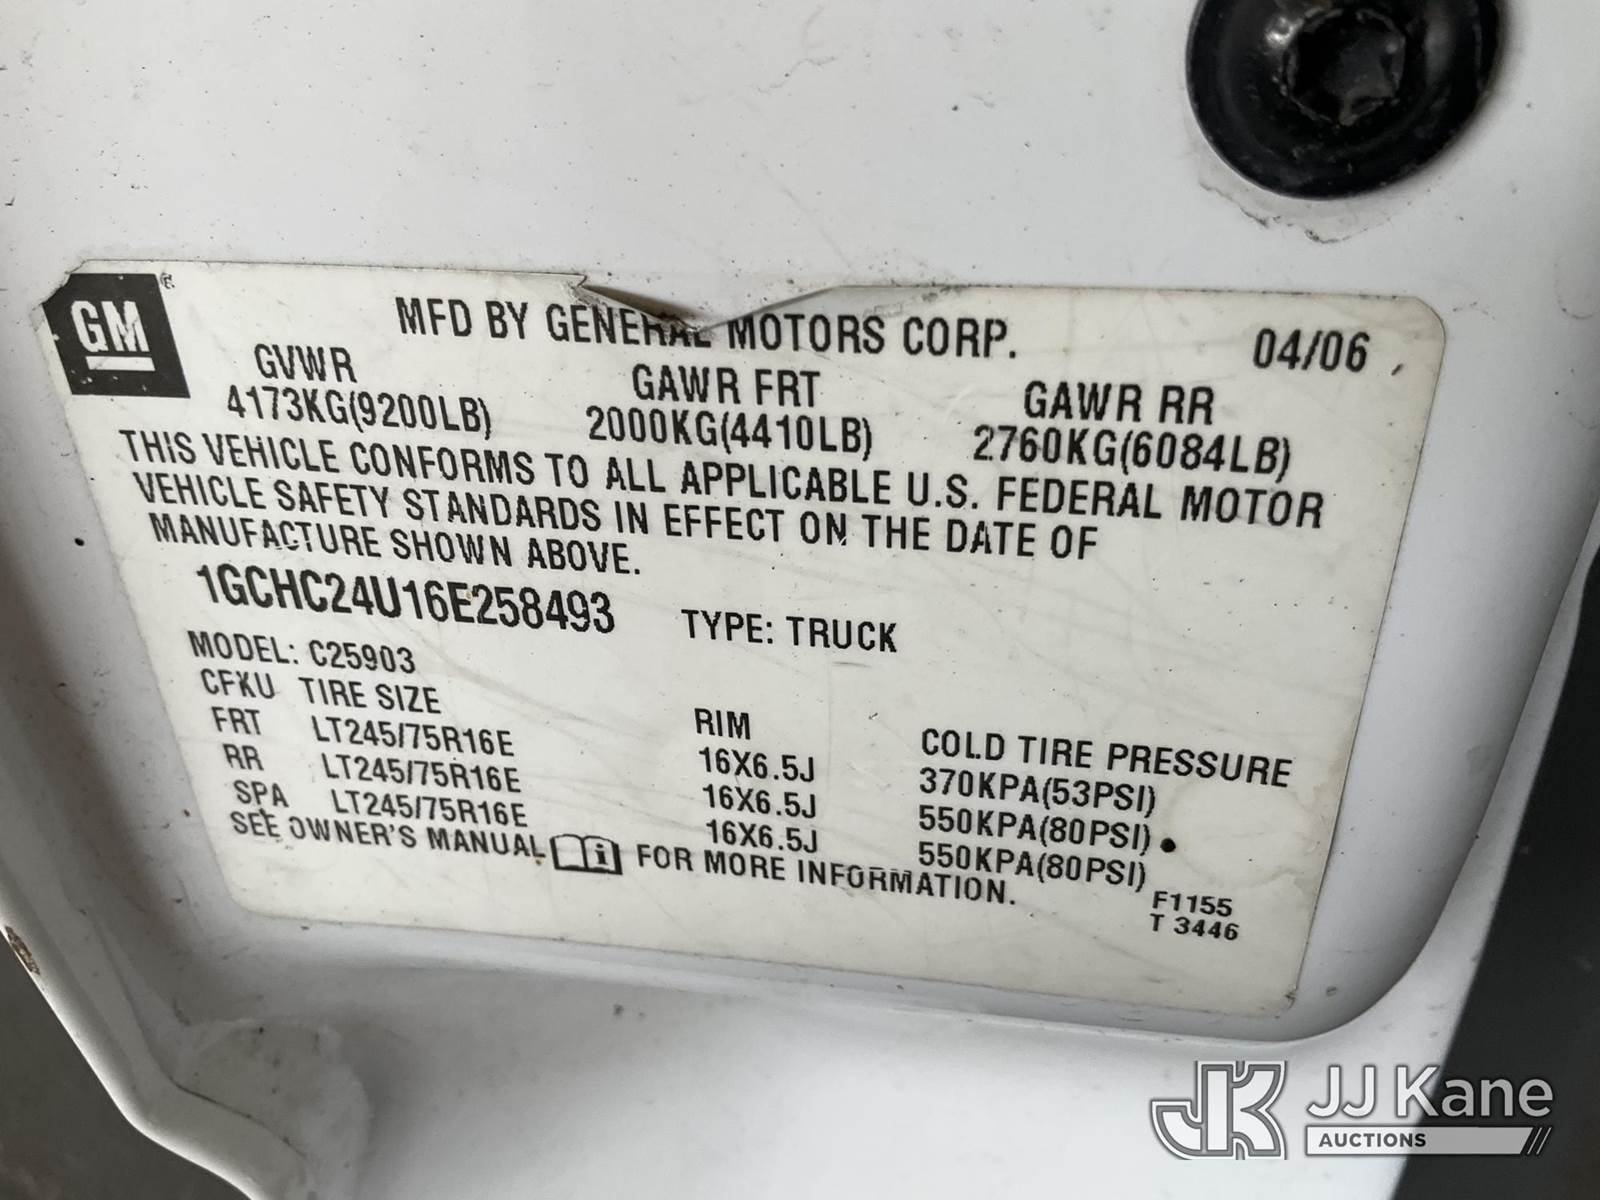 GM
MFD BY GENERAL MOTORS CORP. 04/06
GVWR GAWR FRT GAWR RR
4173KG(9200LB) 2000KG(4410LB) 2760KG(6084LB)
THIS VEHICLE CONFORMS TO ALL APPLICABLE U.S. FEDERAL MOTOR
VEHICLE SAFETY STANDARDS IN EFFECT ON THE DATE OF
MANUFACTURE SHOWN ABOVE.
1GCHC24U16E258493 TYPE: TRUCK
MODEL: C25903
CFKU TIRE SIZE RIM COLD TIRE PRESSURE
FRT LT245/75R16E 16X6.5J 370KPA(53PSI)
RR LT245/75R16E 16X6.5J 550KPA(80PSI)
SPA LT245/75R16E 16X6.5J 550KPA(80PSI)
SEE OWNER'S MANUAL FOR MORE INFORMATION.
F1155
T 3446
JK JJ Kane
AUCTIONS